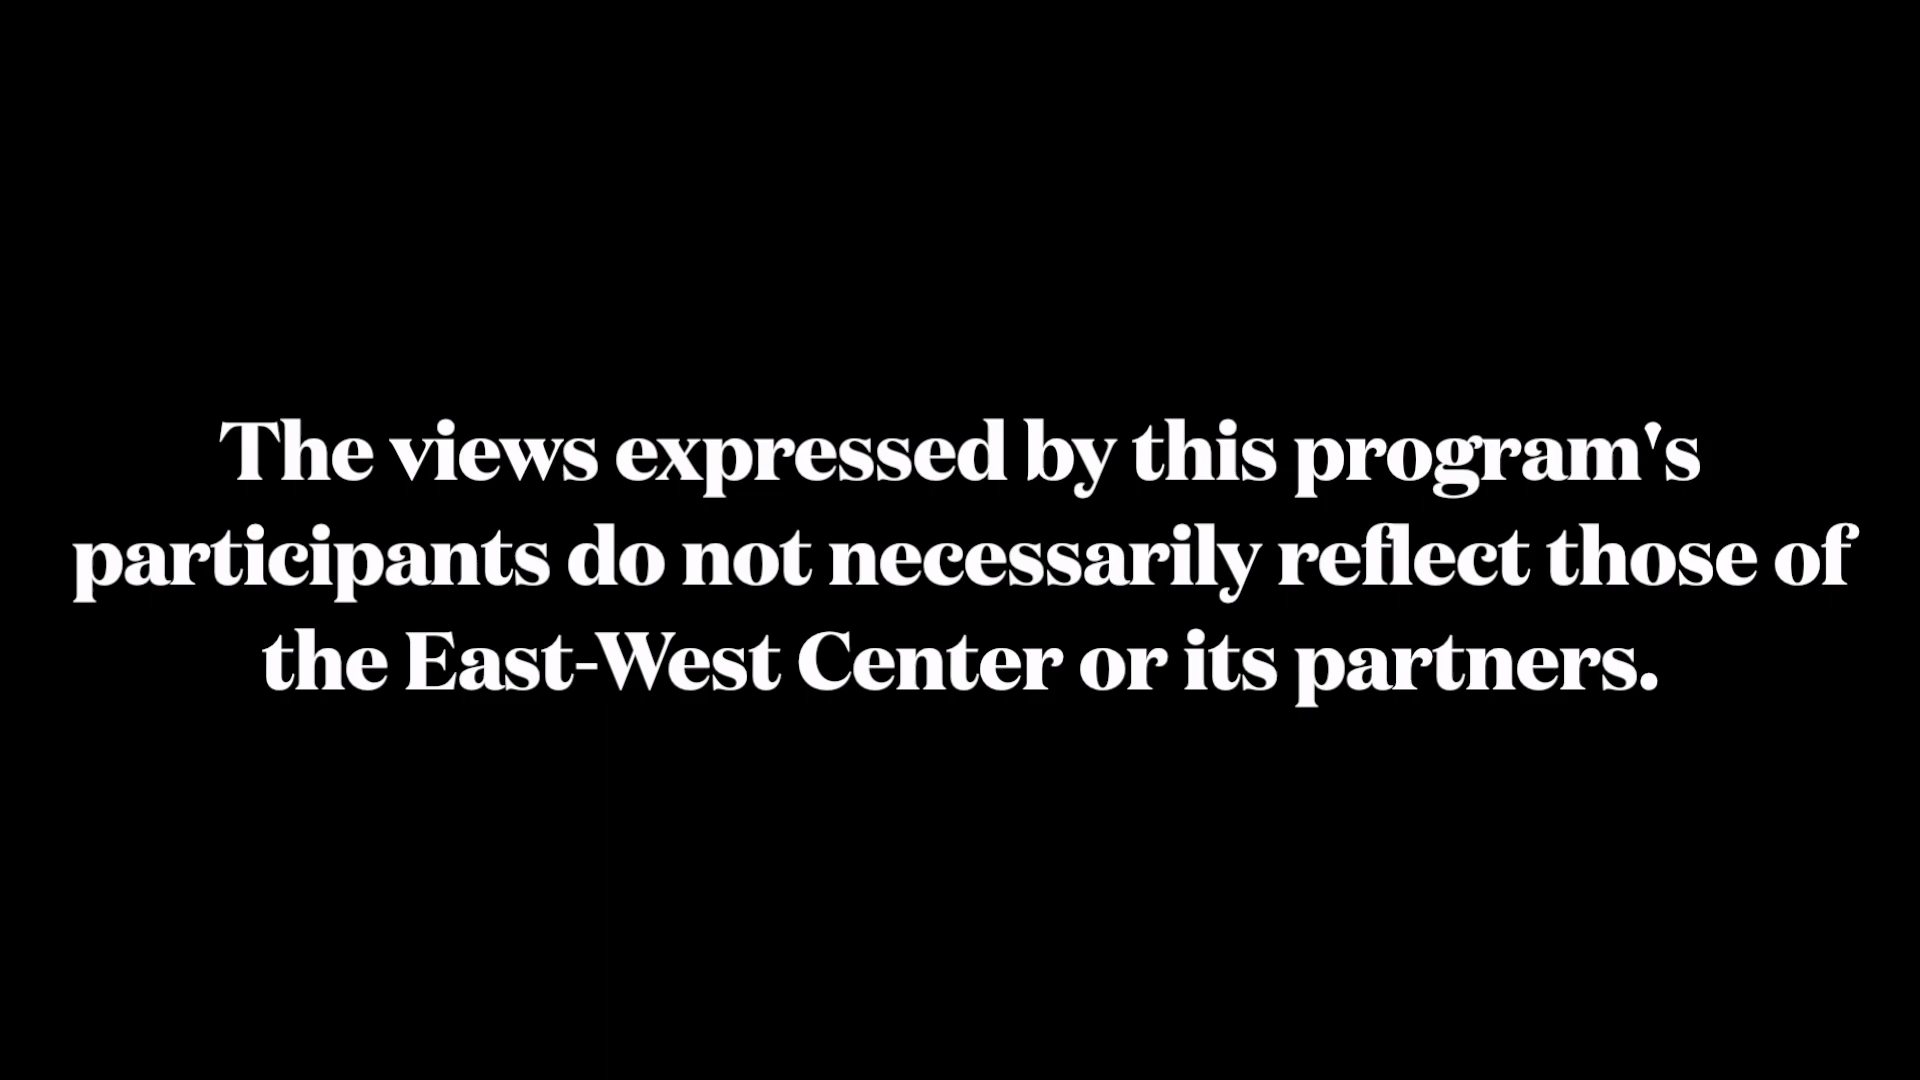 The views expressed by this program's
participants do not necessarily reflect those of
the East-West Center or its partners.